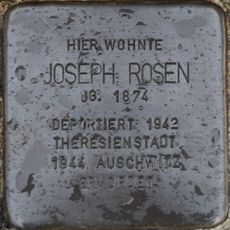 HIER WOHNTE
JOSEPH ROSEN
JG. 1874
DEPORTIERT 1942
THERESIENSTADT
1944 AUSCHWITZ
ERMORDET